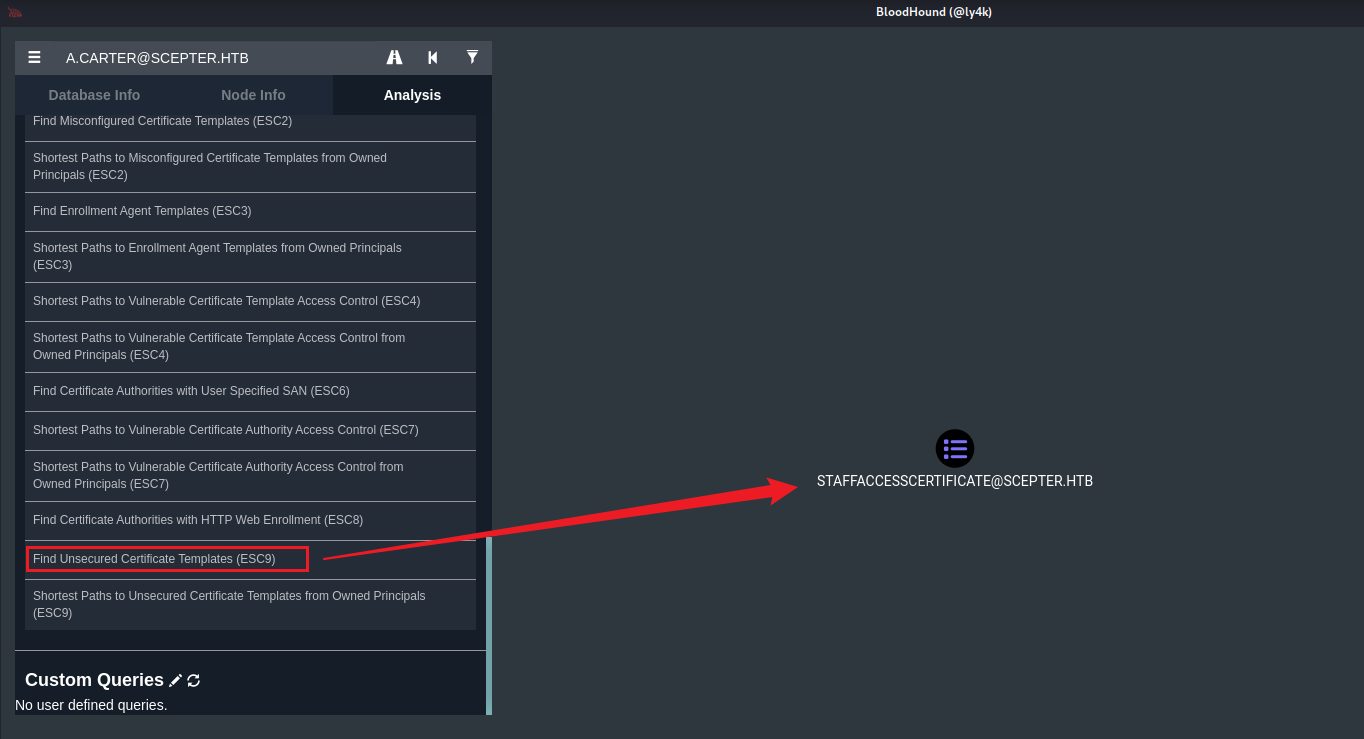 BloodHound (@ly4k)
A.CARTER@SCEPTER.HTB
Database Info
Node Info
Analysis
Find Misconfigured Certificate Templates (ESC2)
Shortest Paths to Misconfigured Certificate Templates from Owned
Principals (ESC2)
Find Enrollment Agent Templates (ESC3)
Shortest Paths to Enrollment Agent Templates from Owned Principals
(ESC3)
Shortest Paths to Vulnerable Certificate Template Access Control (ESC4)
Shortest Paths to Vulnerable Certificate Template Access Control from
Owned Principals (ESC4)
Find Certificate Authorities with User Specified SAN (ESC6)
Shortest Paths to Vulnerable Certificate Authority Access Control (ESC7)
Shortest Paths to Vulnerable Certificate Authority Access Control from
Owned Principals (ESC7)
Find Certificate Authorities with HTTP Web Enrollment (ESC8)
Find Unsecured Certificate Templates (ESC9)
Shortest Paths to Unsecured Certificate Templates from Owned Principals
(ESC9)
Custom Queries
No user defined queries.
STAFFACCESSCERTIFICATE@SCEPTER.HTB